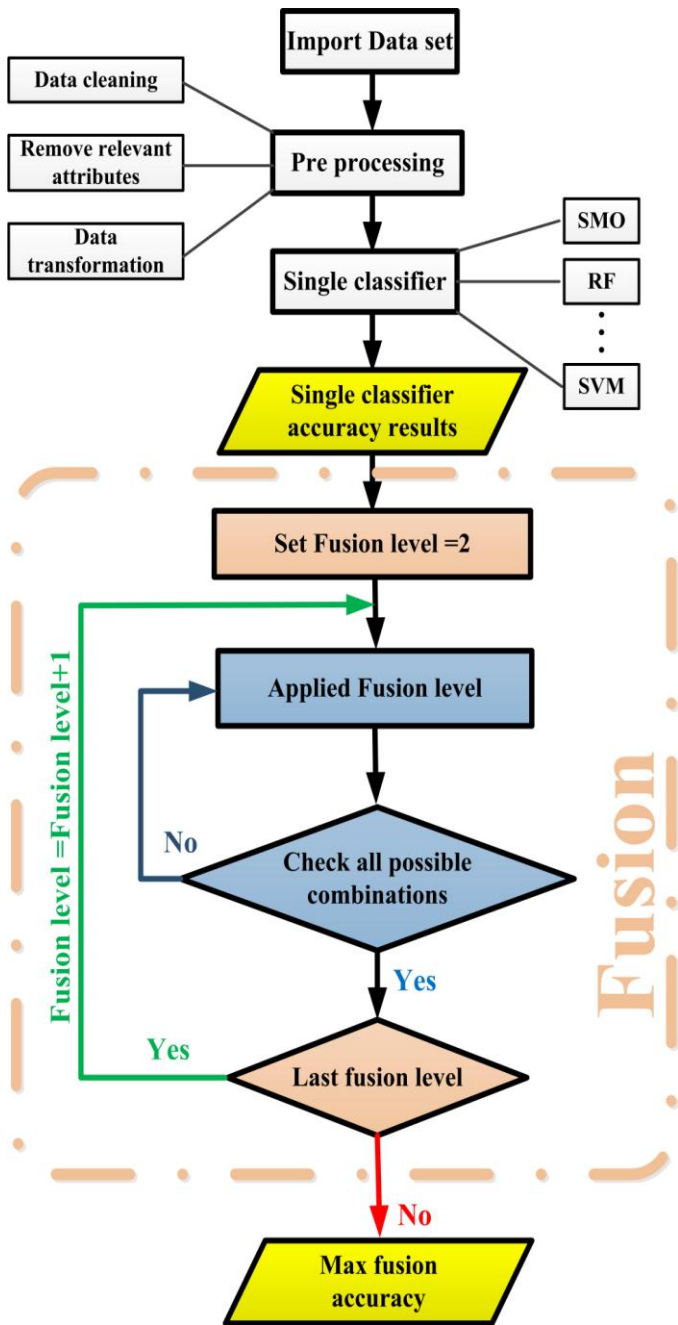 Import Data set
Data cleaning
Remove relevant
attributes
Data
transformation
Pre processing
Single classifier
SMO
RF
SVM
Single classifier
accuracy results
Set Fusion level =2
Applied Fusion level
Check all possible
combinations
No
Yes
Last fusion level
Yes
Fusion level =Fusion level+1
Fusion
No
Max fusion
accuracy